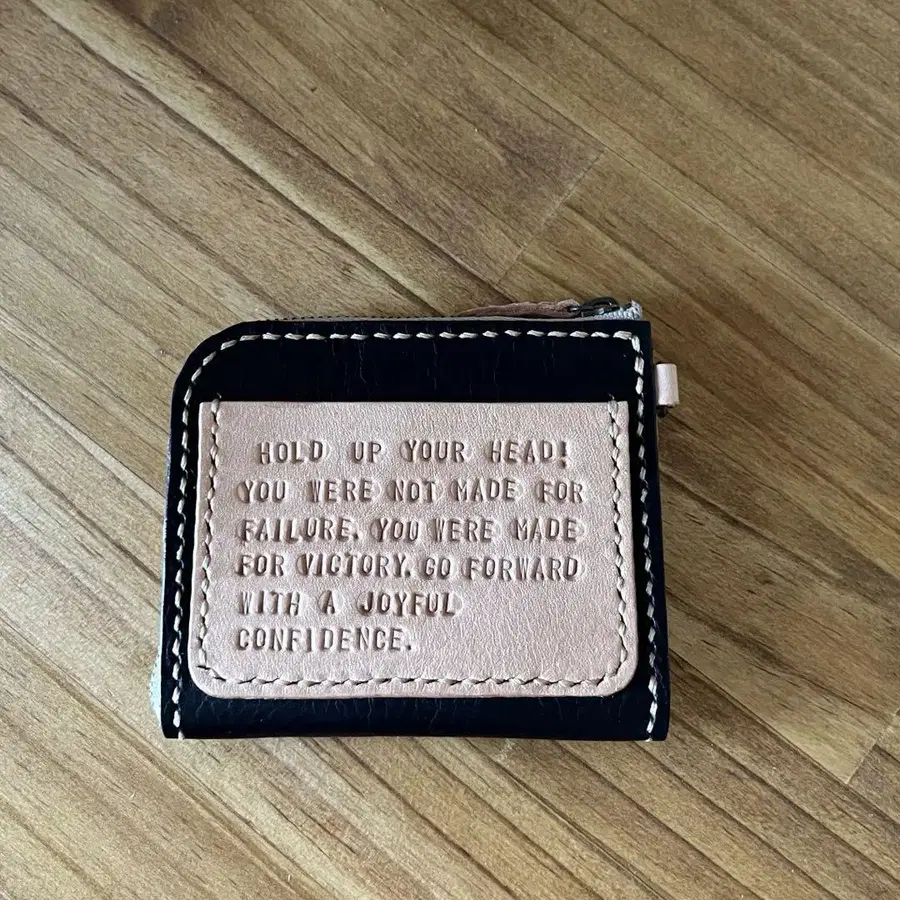 HOLD UP YOUR HEAD!
YOU WERE NOT MADE FOR
FAILURE. YOU WERE MADE
FOR VICTORY. GO FORWARD
WITH A JOYFUL
CONFIDENCE.